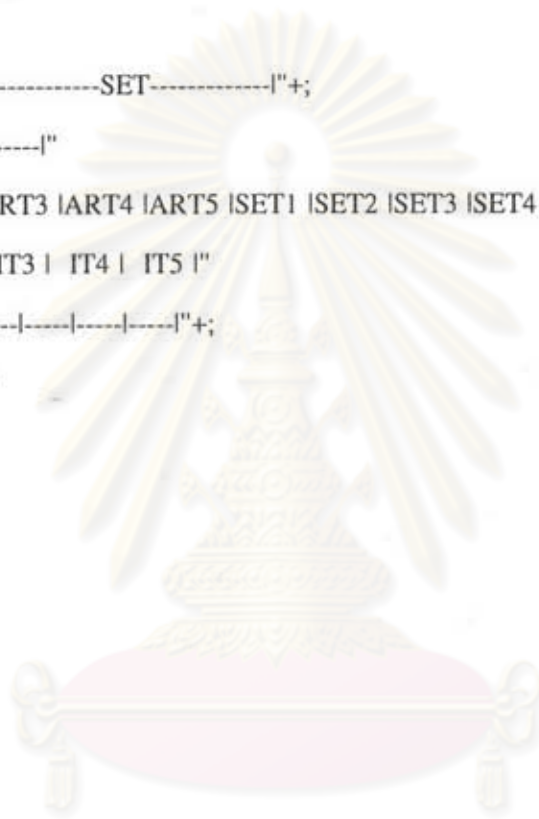 ------------SET-------------|"+;
-----|"
RT3 |ART4 |ART5 |SET1 |SET2 |SET3 |SET4
IT3 |  IT4 |  IT5 |"
--|-----|-----|-----|"+;